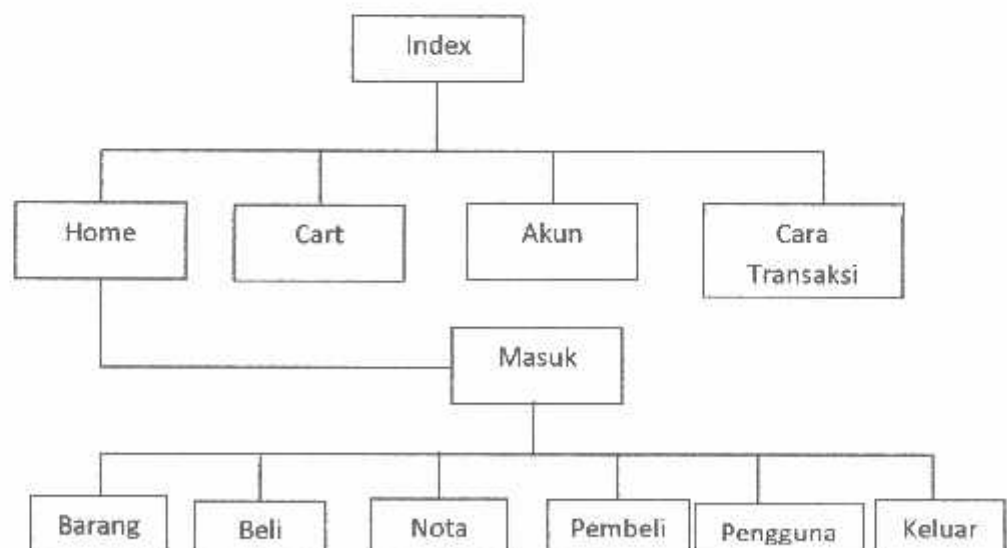 Index
Home
Cart
Akun
Cara
Transaksi
Masuk
Barang
Beli
Nota
Pembeli
Pengguna
Keluar